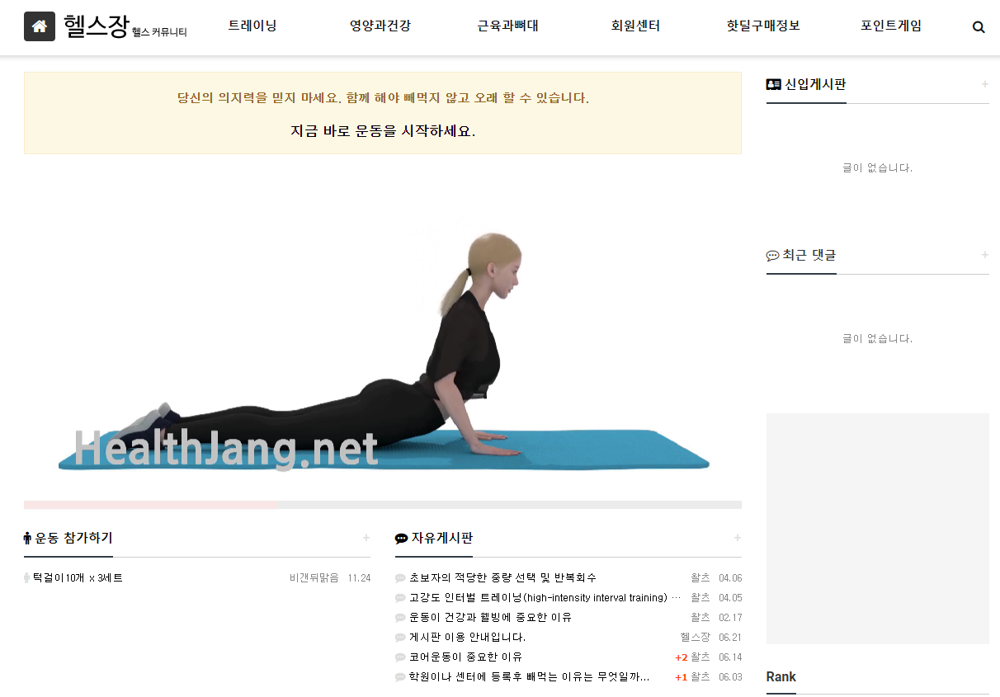 헬스장 헬스 커뮤니티
트레이닝 영양과건강 근육과뼈대 회원센터 핫딜구매정보 포인트게임
당신의 의지력을 믿지 마세요. 함께 해야 빼먹지 않고 오래 할 수 있습니다.
지금 바로 운동을 시작하세요.
HealthJang.net
운동 참가하기 +
턱걸이10개 x 3세트 비갠뒤맑음 11.24
자유게시판 +
초보자의 적당한 중량 선택 및 반복회수 왈츠 04.06
고강도 인터벌 트레이닝(high-intensity interval training) … 왈츠 04.05
운동이 건강과 웰빙에 중요한 이유 왈츠 02.17
게시판 이용 안내입니다. 헬스장 06.21
코어운동이 중요한 이유 +2 왈츠 06.14
학원이나 센터에 등록후 빼먹는 이유는 무엇일까… +1 왈츠 06.03
신입게시판 +
글이 없습니다.
최근 댓글 +
글이 없습니다.
Rank